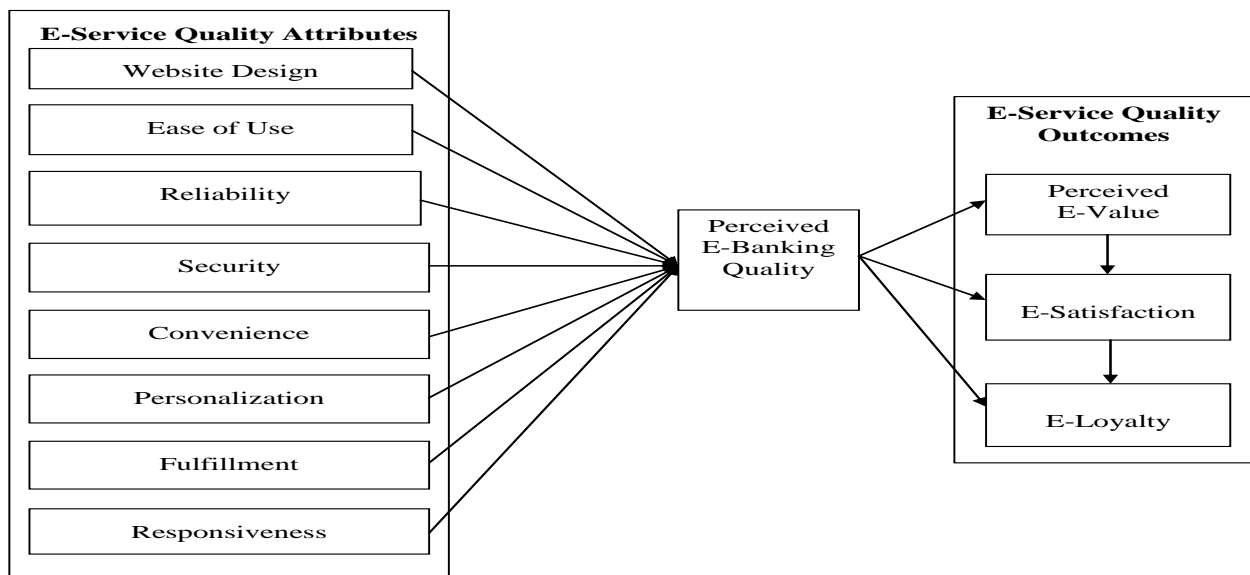 E-Service Quality Attributes
Website Design
Ease of Use
Reliability
Security
Convenience
Personalization
Fulfillment
Responsiveness
Perceived
E-Banking
Quality
E-Service Quality
Outcomes
Perceived
E-Value
E-Satisfaction
E-Loyalty